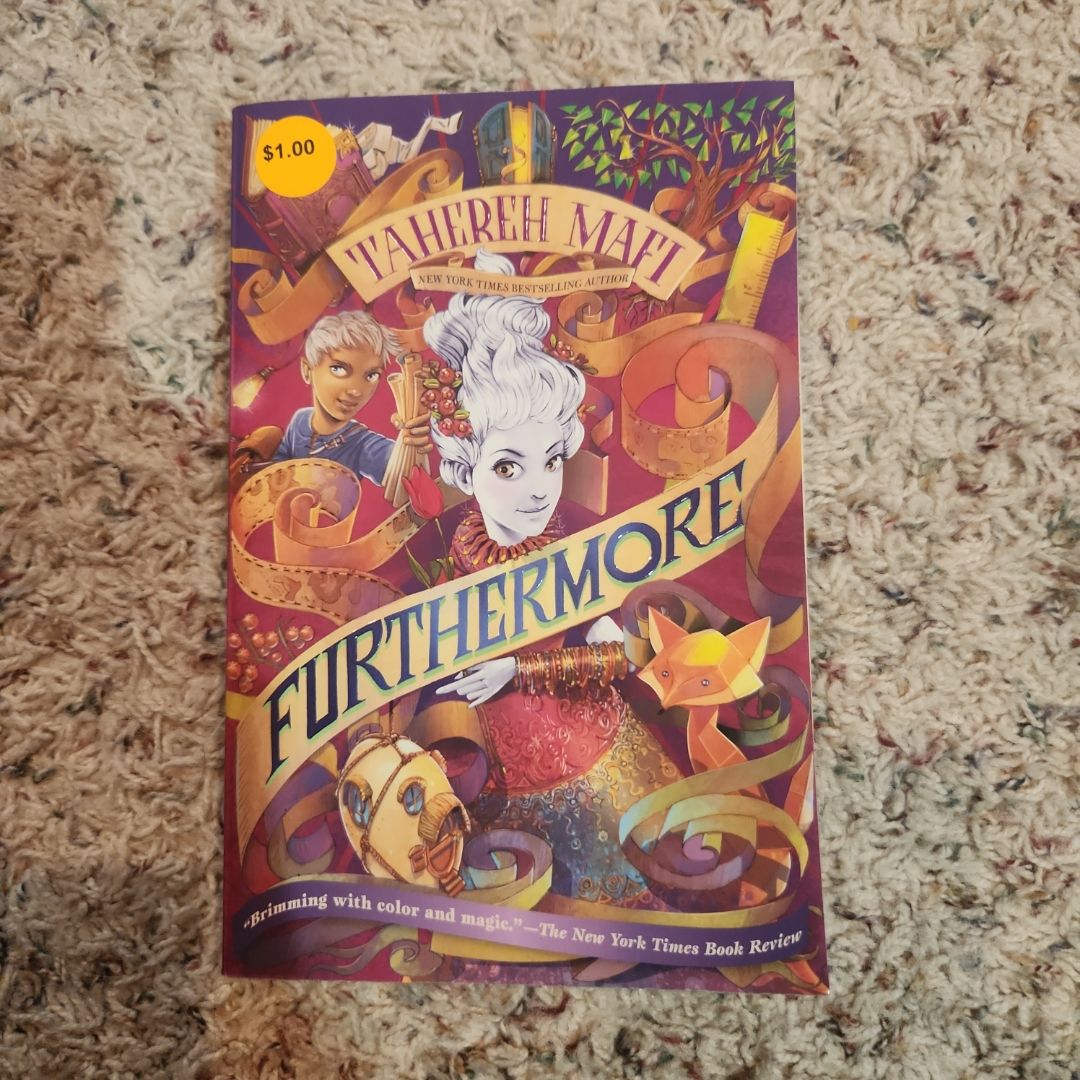 $1.00
TAHEREH MAFI
NEW YORK TIMES BESTSELLING AUTHOR
FURTHERMORE
“Brimming with color and magic.”—The New York Times Book Review